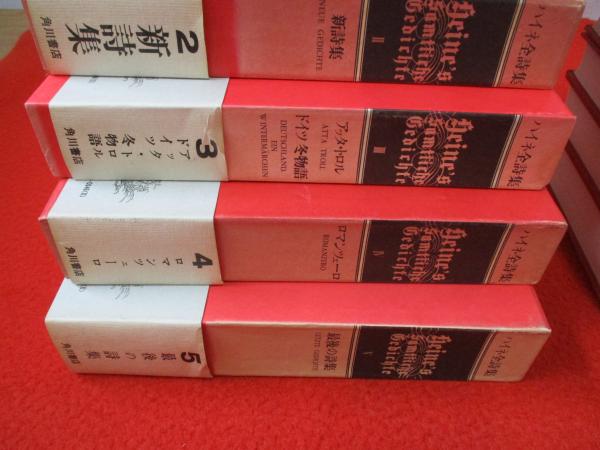 ハイネ全詩集
Heine's
Sämtliche
Gedichte
II
新詩集
NEUE GEDICHTE
2
新詩集
角川書店
ハイネ全詩集
Heine's
Sämtliche
Gedichte
III
アッタ・トロル
ATTA TROLL
ドイツ冬物語
DEUTSCHLAND.
EIN
WINTERMÄRCHEN
3
アッタ・トロル
ドイツ冬物語
角川書店
ハイネ全詩集
Heine's
Sämtliche
Gedichte
IV
ロマンツェーロ
ROMANZERO
4
ロマンツェーロ
角川書店
ハイネ全詩集
Heine's
Sämtliche
Gedichte
V
最後の詩集
LETZTE GEDICHTE
5
最後の詩集
角川書店